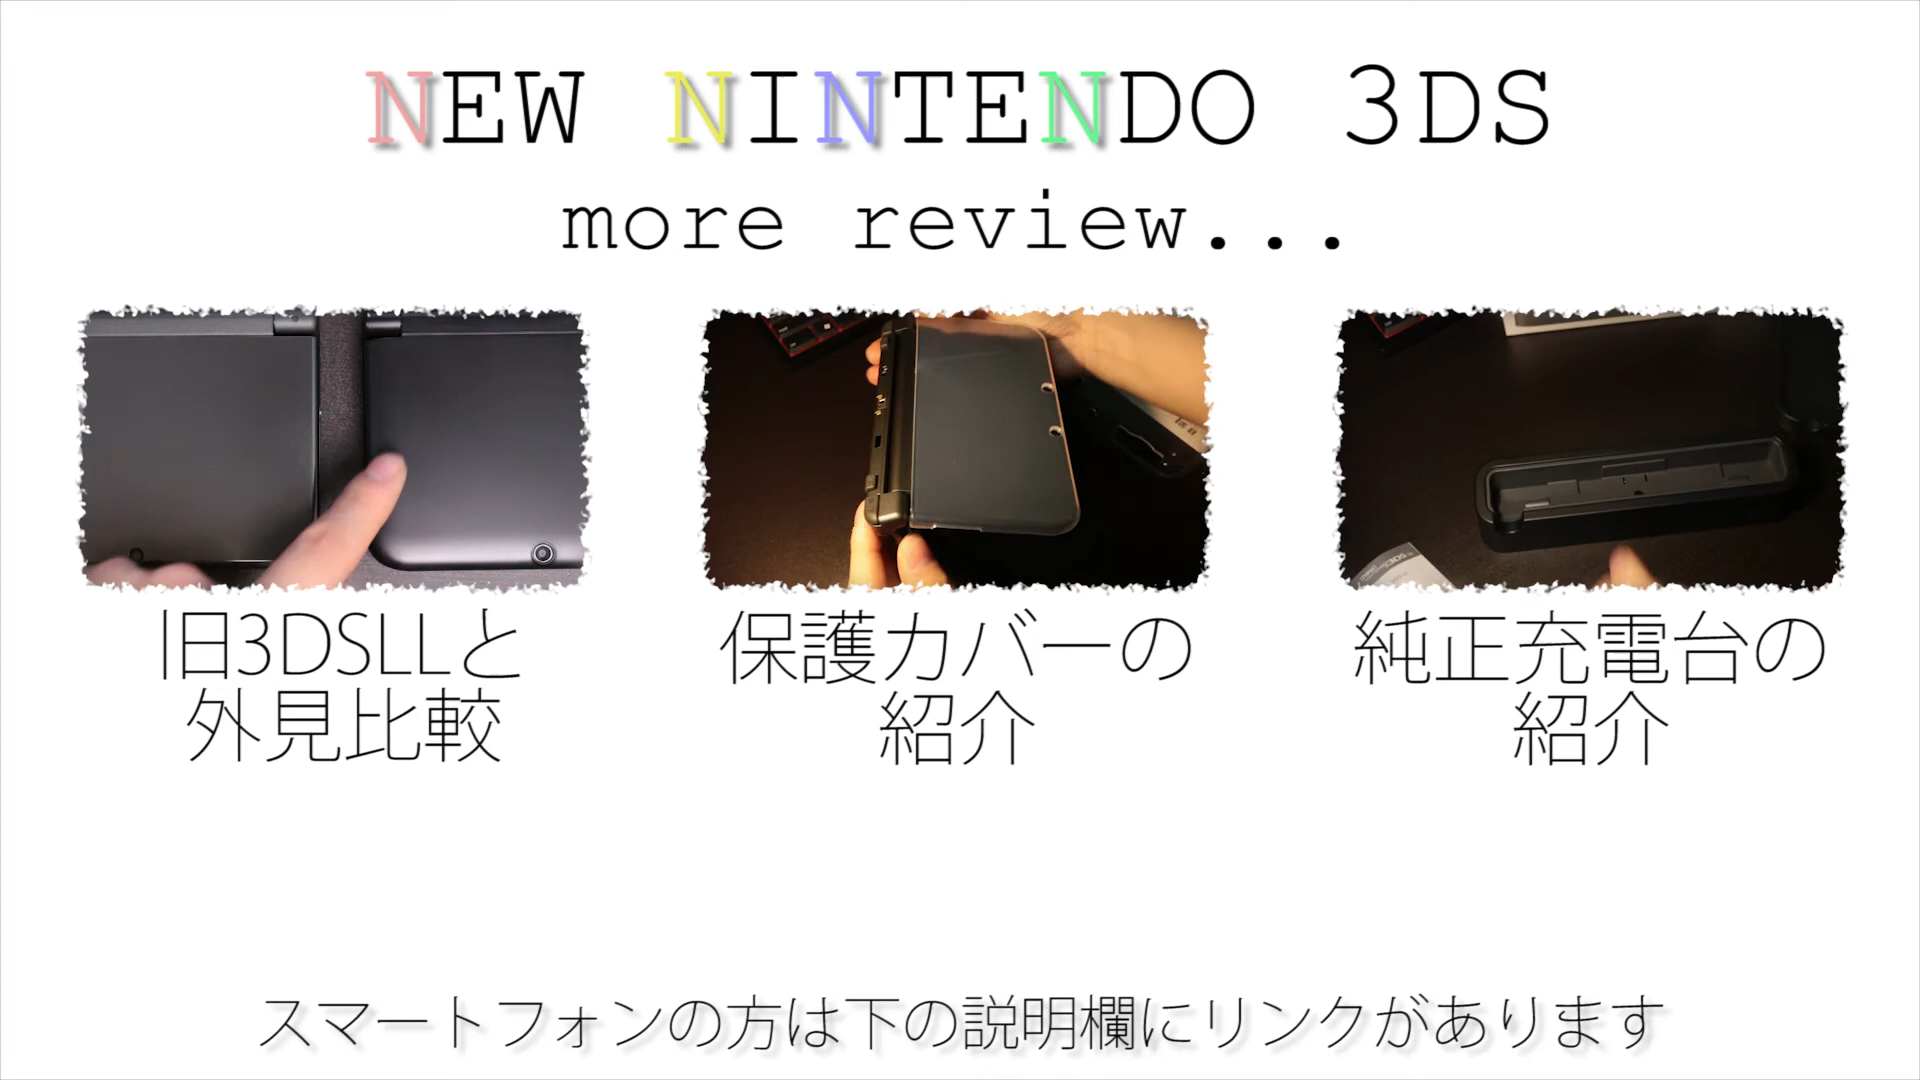 NEW NINTENDO 3DS
more review...
旧3DSLLと
外見比較
保護カバーの
紹介
純正充電台の
紹介
スマートフォンの方は下の説明欄にリンクがあります